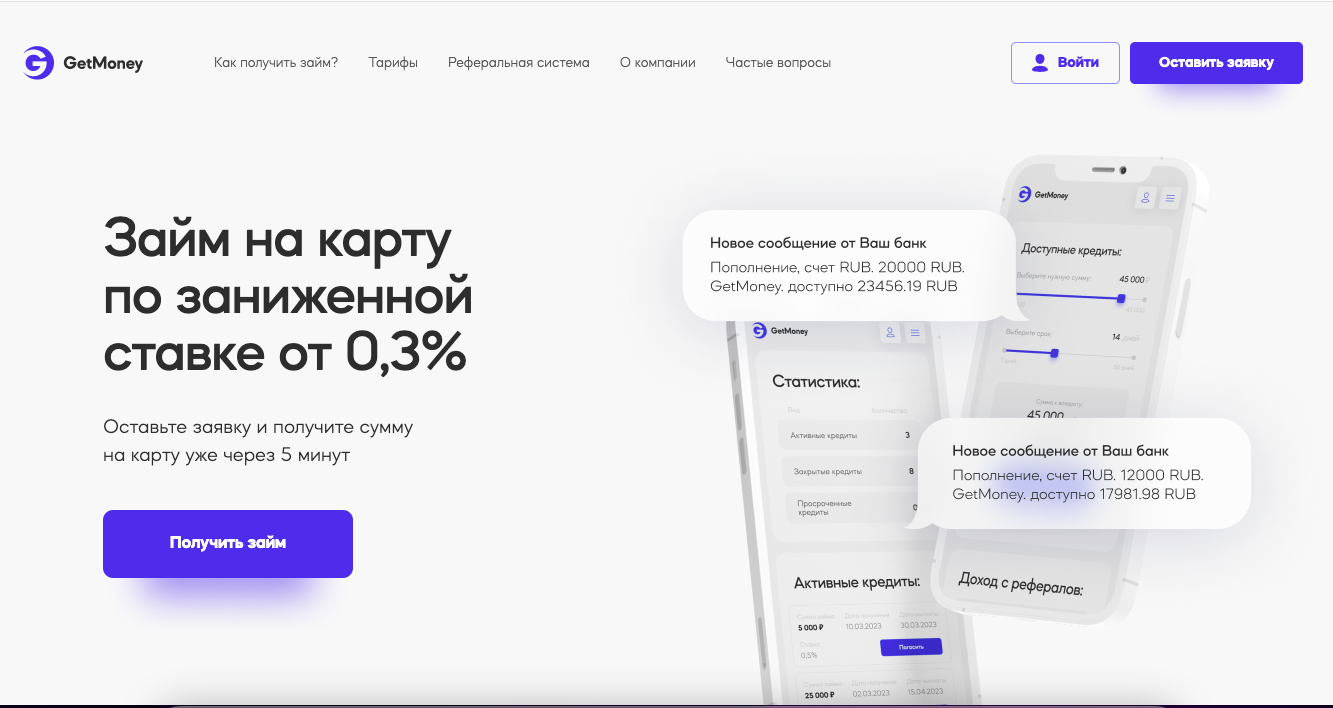 GetMoney
Как получить займ?
Тарифы
Реферальная система
О компании
Частые вопросы
Войти
Оставить заявку
Займ на карту
по заниженной
ставке от 0,3%
Оставьте заявку и получите сумму
на карту уже через 5 минут
Получить займ
Новое сообщение от Ваш банк
Пополнение, счет RUB. 20000 RUB.
GetMoney. доступно 23456.19 RUB
GetMoney
Доступные кредиты:
Выберите нужную сумму:
45 000
45 000
Выберите срок:
14 дней
Сумма к возврату:
45 000
Новое сообщение от Ваш банк
Пополнение, счет RUB. 12000 RUB.
GetMoney. доступно 17981.98 RUB
Доход с рефералов:
GetMoney
Статистика:
Вид
Количество
Активные кредиты
3
Закрытые кредиты
8
Просроченные
кредиты
0
Активные кредиты:
Сумма займа
Дата получения
Дата выплаты
5 000 ₽
10.03.2023
30.03.2023
Ставка
0,5%
Погасить
Сумма займа
Дата получения
Дата выплаты
25 000 ₽
02.03.2023
15.04.2023